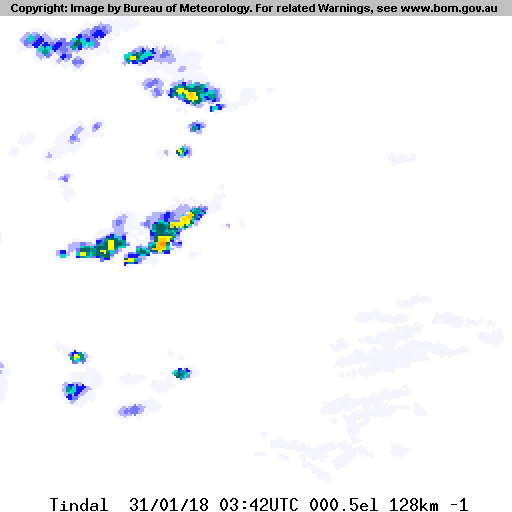 Copyright: Image by Bureau of Meteorology. For related Warnings, see www.bom.gov.au
Tindal 31/01/18 03:42UTC 000.5el 128km -1